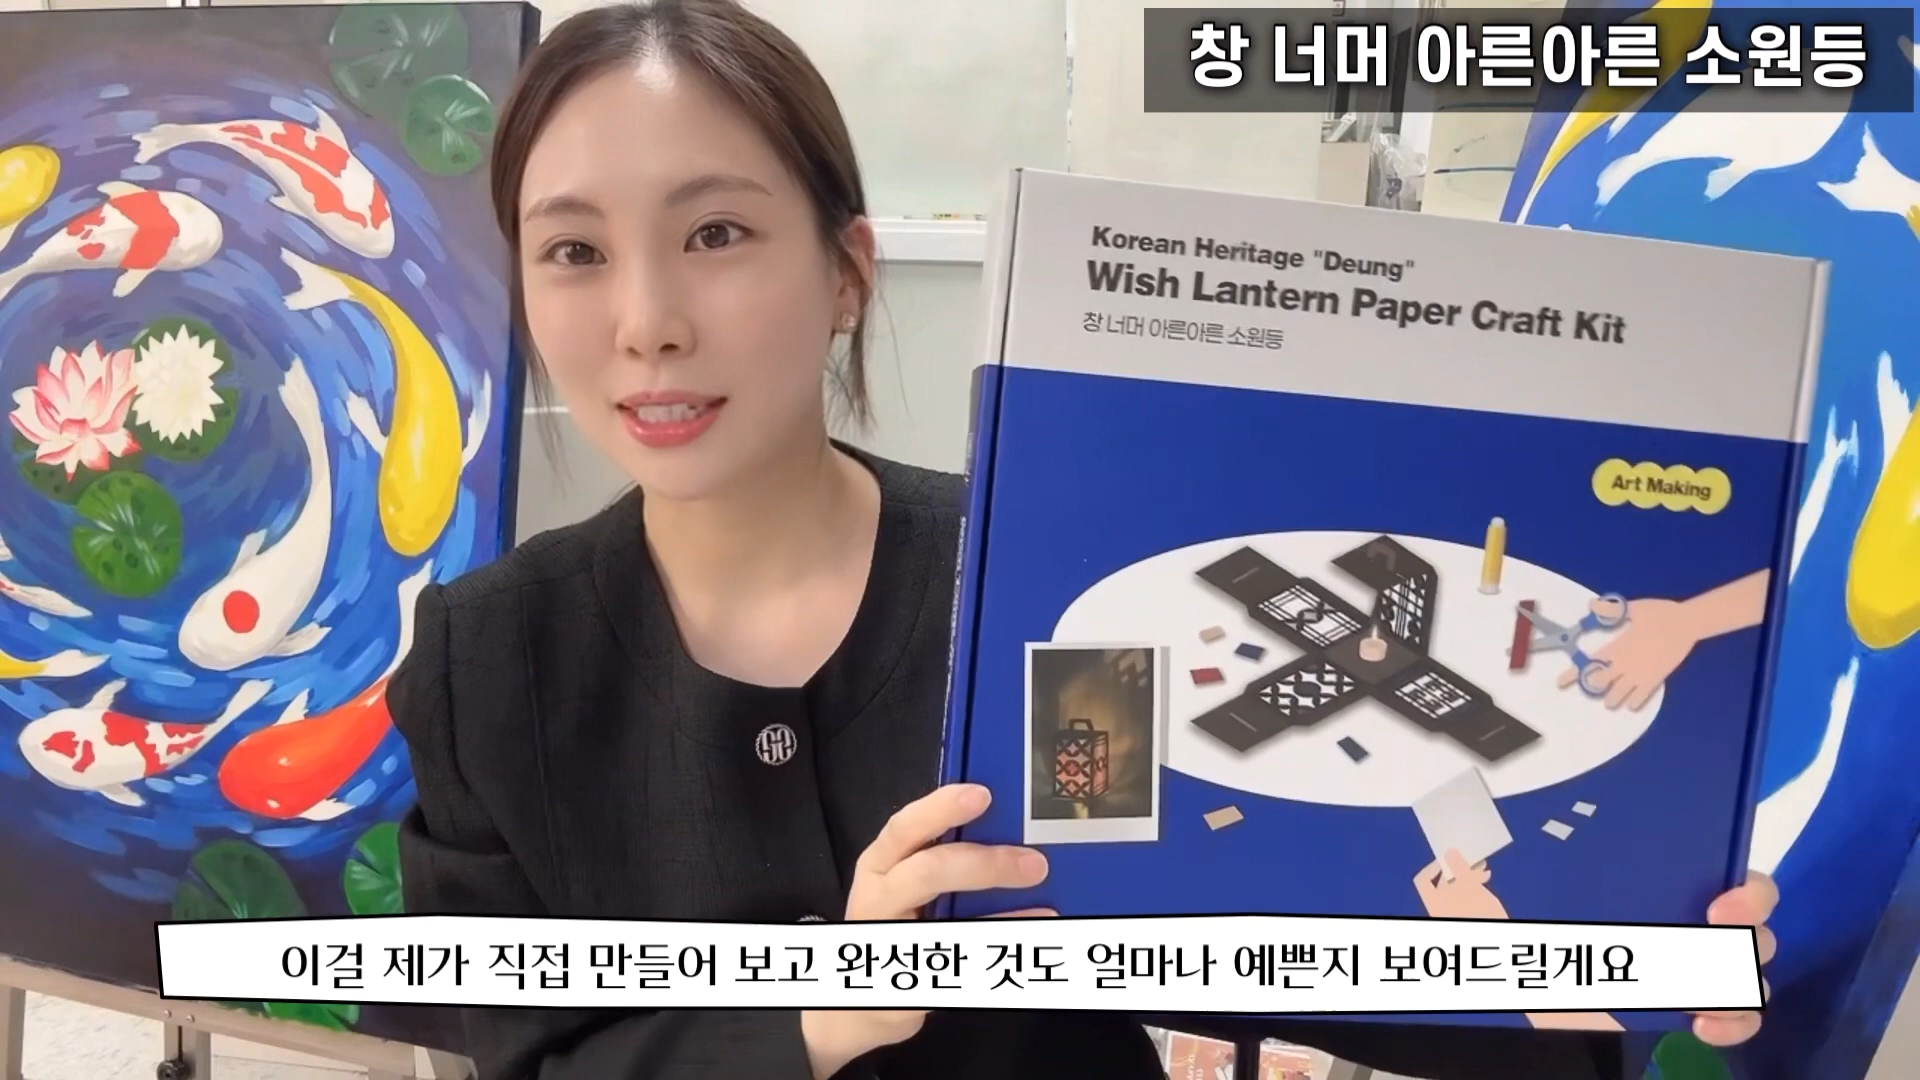 창 너머 아른아른 소원등
Korean Heritage "Deung"
Wish Lantern Paper Craft Kit
창 너머 아른아른 소원등
Art Making
이걸 제가 직접 만들어 보고 완성한 것도 얼마나 예쁜지 보여드릴게요